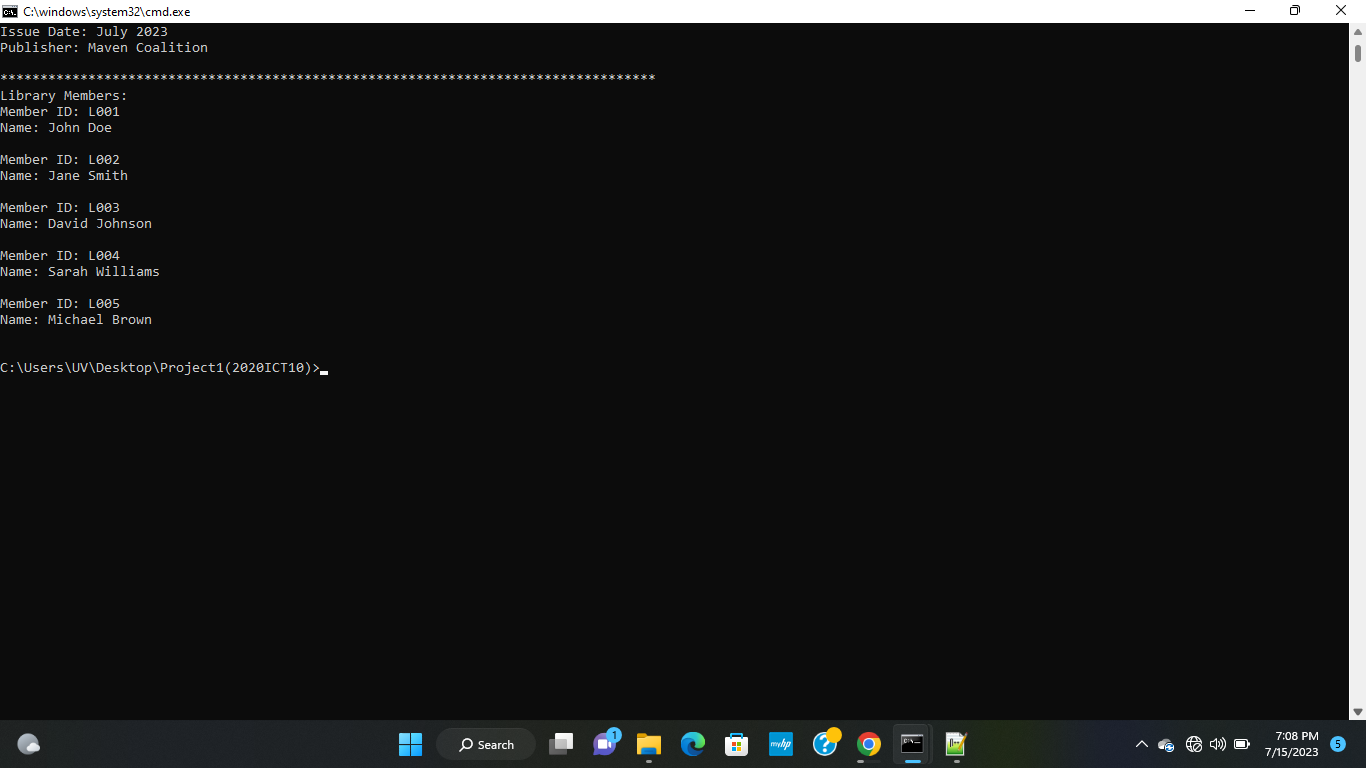 C:\windows\system32\cmd.exe
Issue Date: July 2023
Publisher: Maven Coalition
**********************************************************************************
Library Members:
Member ID: L001
Name: John Doe
Member ID: L002
Name: Jane Smith
Member ID: L003
Name: David Johnson
Member ID: L004
Name: Sarah Williams
Member ID: L005
Name: Michael Brown
C:\Users\UV\Desktop\Project1(2020ICT10)>
Search
1
myhp
7:08 PM
7/15/2023
5